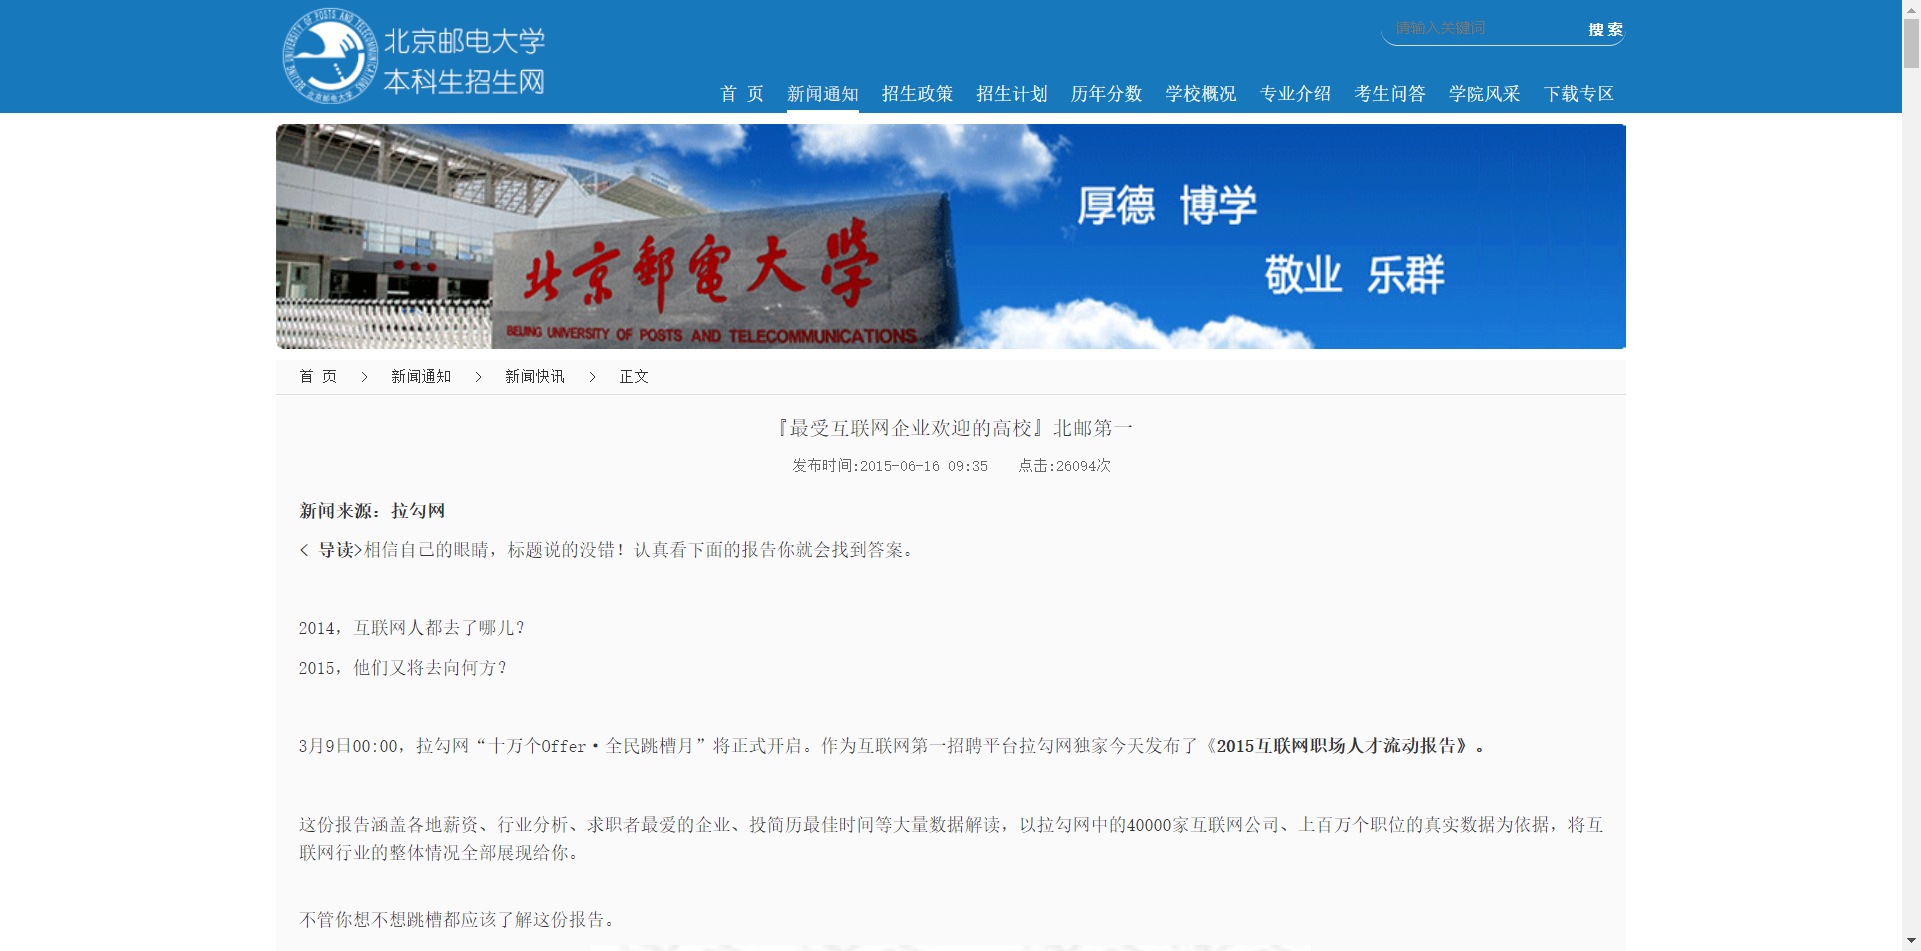 北京邮电大学
本科生招生网
BEIJING UNIVERSITY OF POSTS AND TELECOMMUNICATIONS
北京邮电大学
请输入关键词
搜 索
首 页 新闻通知 招生政策 招生计划 历年分数 学校概况 专业介绍 考生问答 学院风采 下载专区
厚德 博学
敬业 乐群
北京郵電大學
BEIJING UNIVERSITY OF POSTS AND TELECOMMUNICATIONS
首 页 > 新闻通知 > 新闻快讯 > 正文
『最受互联网企业欢迎的高校』北邮第一
发布时间:2015-06-16 09:35 点击:26094次
新闻来源：拉勾网
< 导读>相信自己的眼睛，标题说的没错！认真看下面的报告你就会找到答案。
2014，互联网人都去了哪儿？
2015，他们又将去向何方？
3月9日00:00，拉勾网“十万个Offer•全民跳槽月”将正式开启。作为互联网第一招聘平台拉勾网独家今天发布了《2015互联网职场人才流动报告》。
这份报告涵盖各地薪资、行业分析、求职者最爱的企业、投简历最佳时间等大量数据解读，以拉勾网中的40000家互联网公司、上百万个职位的真实数据为依据，将互
联网行业的整体情况全部展现给你。
不管你想不想跳槽都应该了解这份报告。